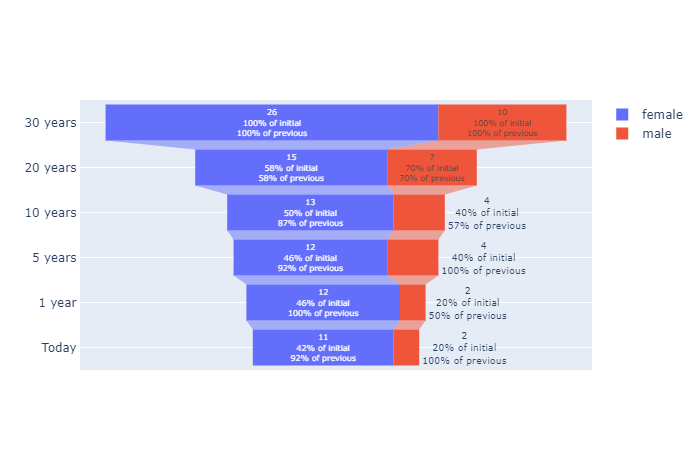 30 years
26
100% of initial
100% of previous
10
100% of initial
100% of previous
female
male
20 years
15
58% of initial
58% of previous
7
70% of initial
70% of previous
10 years
13
50% of initial
87% of previous
4
40% of initial
57% of previous
5 years
12
46% of initial
92% of previous
4
40% of initial
100% of previous
1 year
12
46% of initial
100% of previous
2
20% of initial
50% of previous
Today
11
42% of initial
92% of previous
2
20% of initial
100% of previous